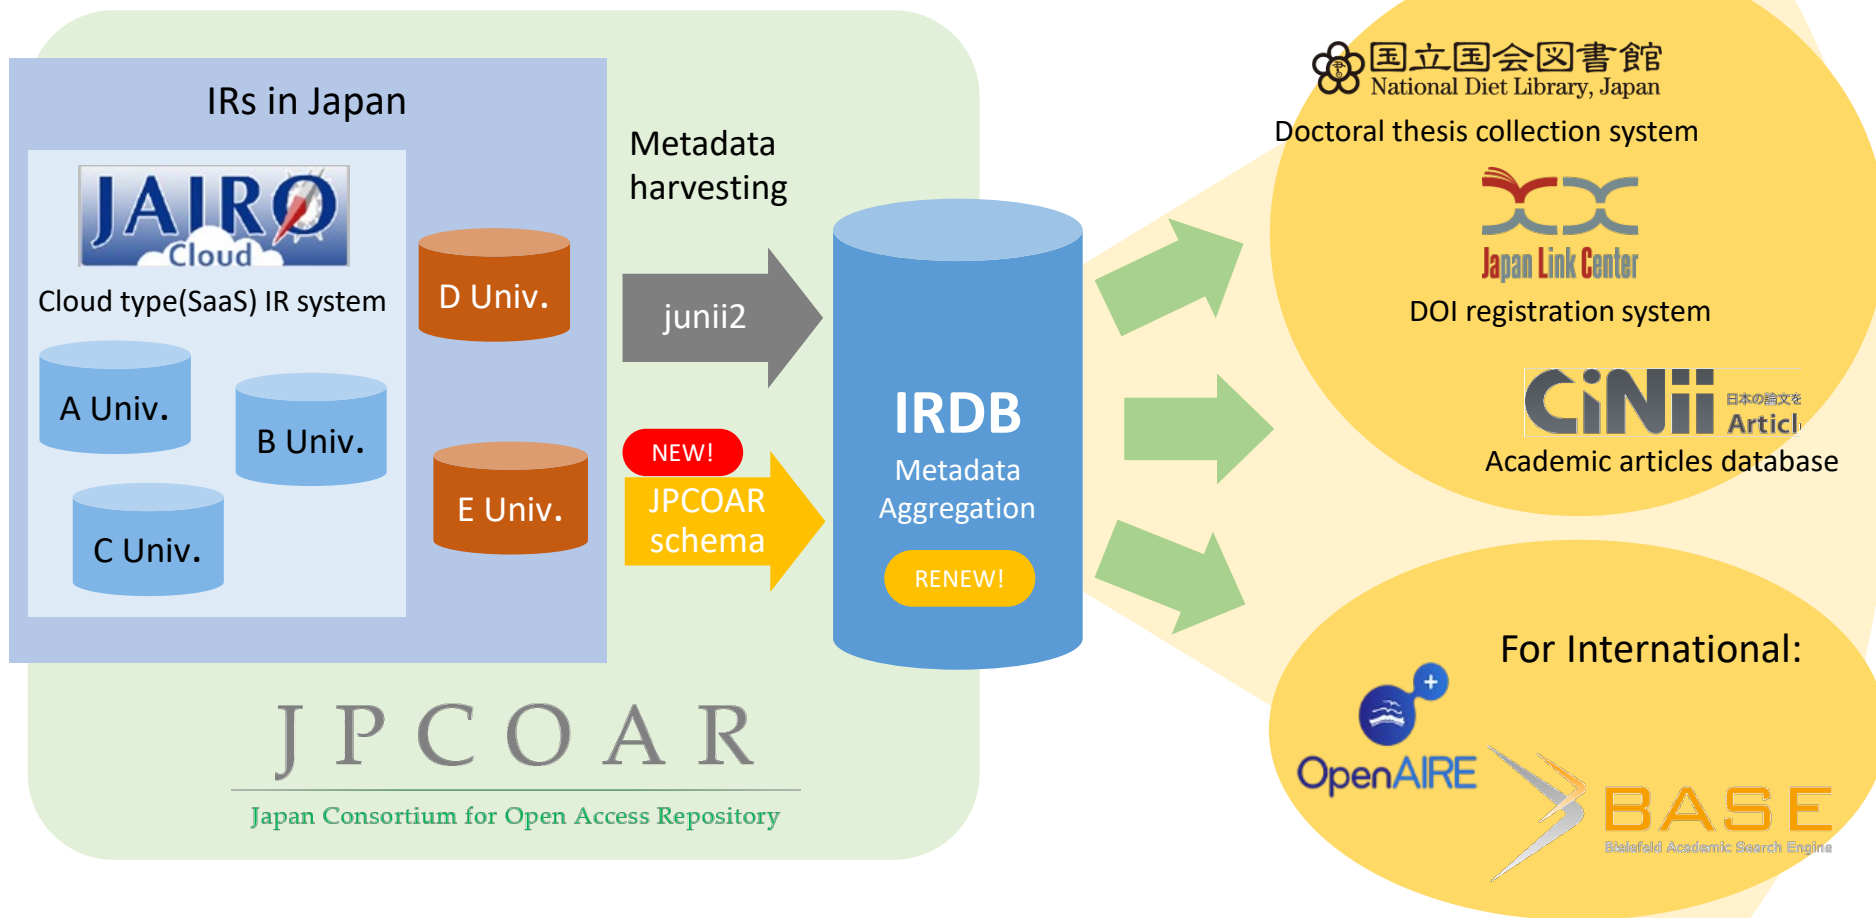 IRs in Japan
JAIRO
Cloud
Cloud type(SaaS) IR system
A Univ.
B Univ.
C Univ.
D Univ.
E Univ.
Metadata
harvesting
junii2
NEW!
JPCOAR
schema
IRDB
Metadata
Aggregation
RENEW!
JPCOAR
Japan Consortium for Open Access Repository
国立国会図書館
National Diet Library, Japan
Doctoral thesis collection system
Japan Link Center
DOI registration system
CiNii
日本の論文を
Articl
Academic articles database
For International:
OpenAIRE
BASE
Bielefeld Academic Search Engine